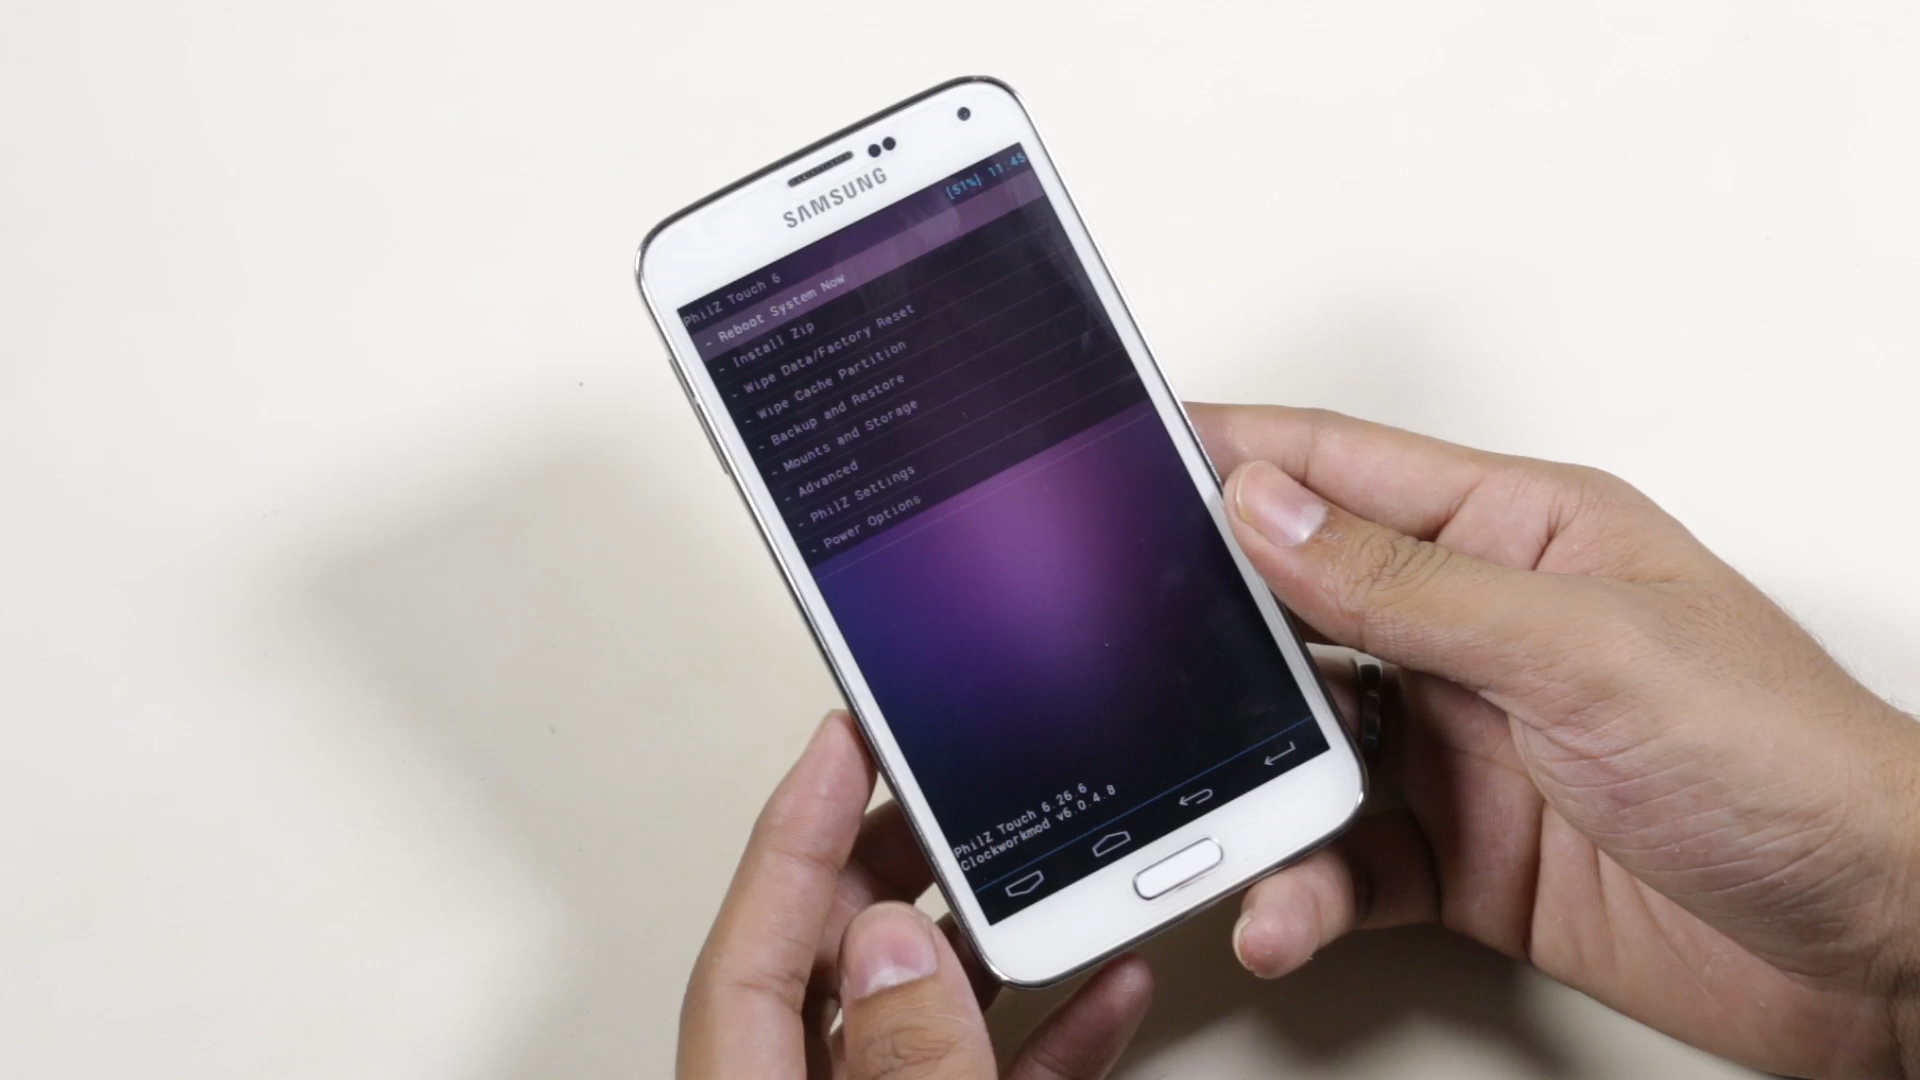 SAMSUNG
[51%] 11:45
PhilZ Touch 6
- Reboot System Now
- Install Zip
- Wipe Data/Factory Reset
- Wipe Cache Partition
- Backup and Restore
- Mounts and Storage
- Advanced
- PhilZ Settings
- Power Options
PhilZ Touch 6.26.6
Clockworkmod v6.0.4.8